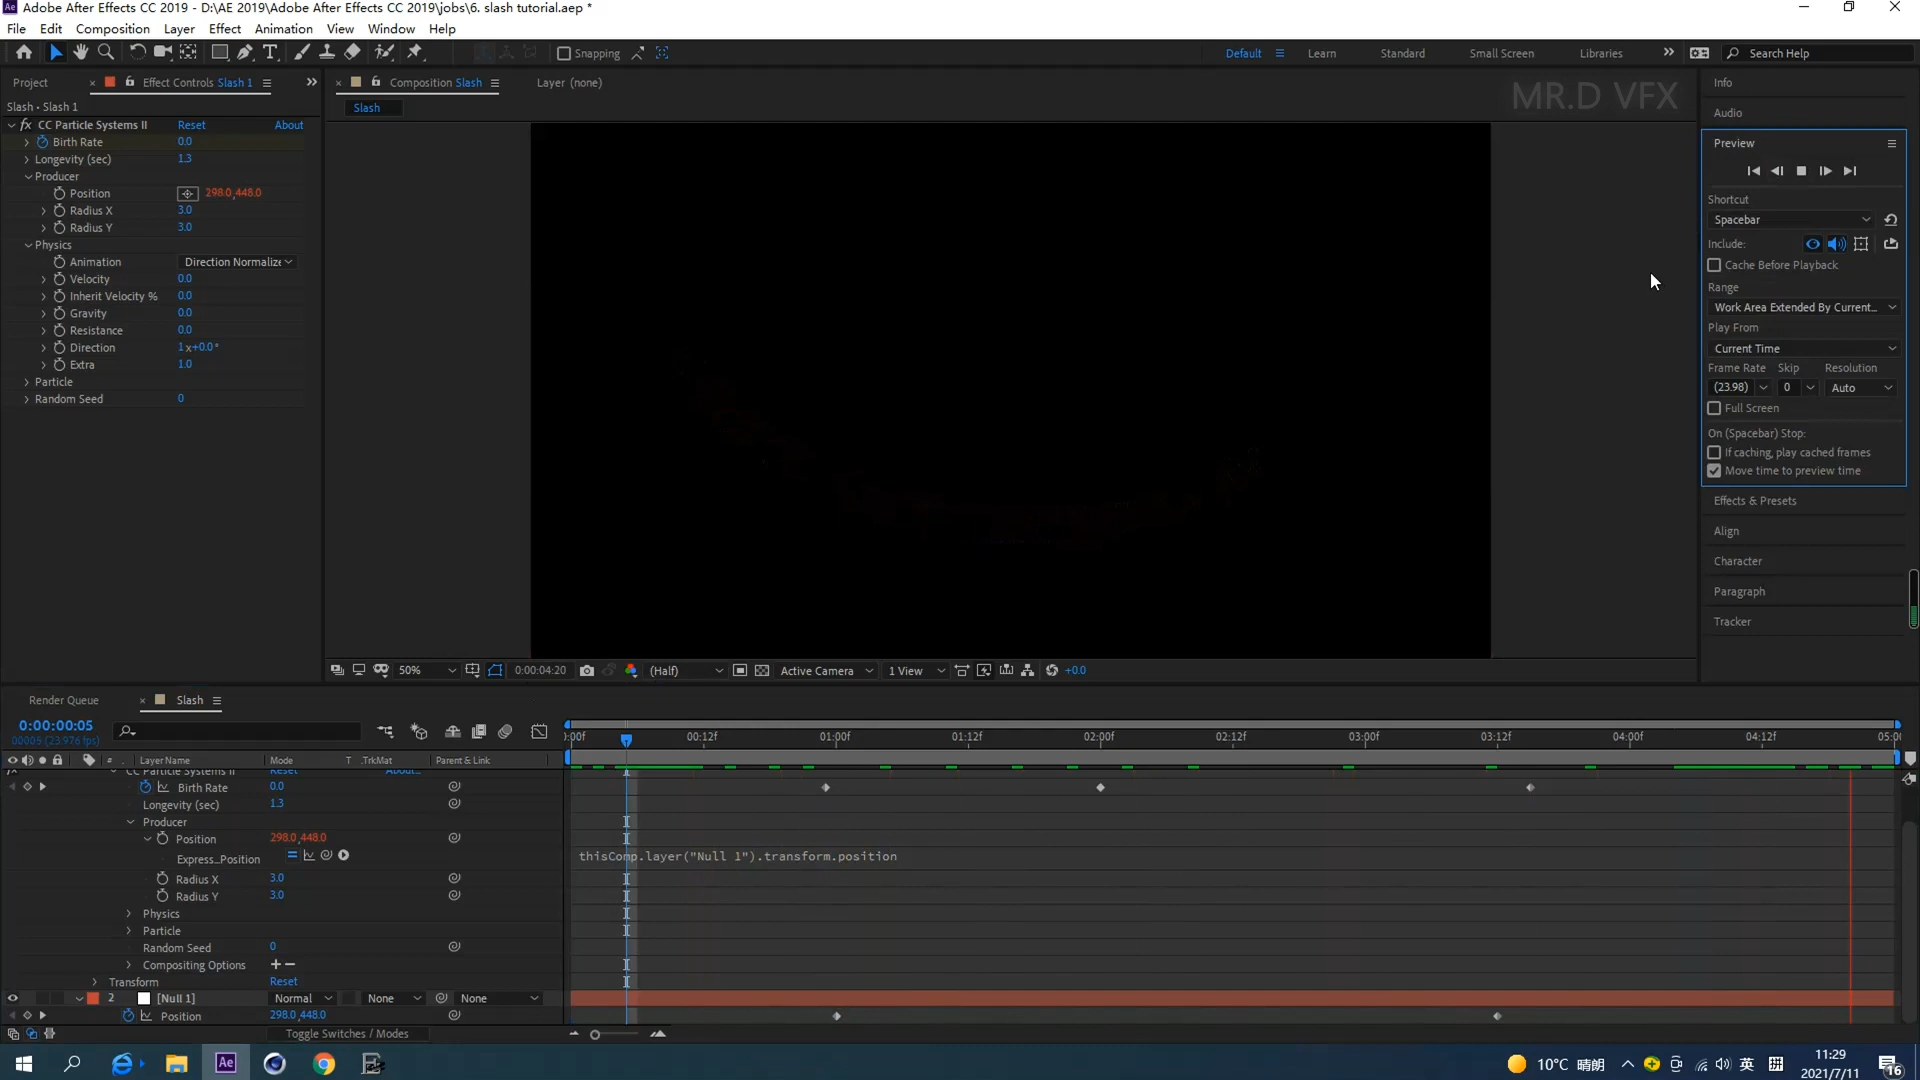 Adobe After Effects CC 2019 - D:\AE 2019\Adobe After Effects CC 2019\jobs\6. slash tutorial.aep *
File Edit Composition Layer Effect Animation View Window Help
Snapping
Default Learn Standard Small Screen Libraries Search Help
Project Effect Controls Slash 1
Composition Slash Layer (none)
Slash • Slash 1
Slash
MR.D VFX
CC Particle Systems II Reset About
Birth Rate 0.0
Longevity (sec) 1.3
Producer
Position 298.0,448.0
Radius X 3.0
Radius Y 3.0
Physics
Animation Direction Normalize
Velocity 0.0
Inherit Velocity % 0.0
Gravity 0.0
Resistance 0.0
Direction 1x+0.0°
Extra 1.0
Particle
Random Seed 0
Info
Audio
Preview
Shortcut
Spacebar
Include:
Cache Before Playback
Range
Work Area Extended By Current...
Play From
Current Time
Frame Rate Skip Resolution
(23.98) 0 Auto
Full Screen
On (Spacebar) Stop:
If caching, play cached frames
Move time to preview time
Effects & Presets
Align
Character
Paragraph
Tracker
50% 0:00:04:20 (Half) Active Camera 1 View +0.0
Render Queue Slash
0:00:00:05
00005 (23.976 fps)
:00f 00:12f 01:00f 01:12f 02:00f 02:12f 03:00f 03:12f 04:00f 04:12f 05:00
# Layer Name Mode T .TrkMat Parent & Link
CC Particle Systems II Reset About...
Birth Rate 0.0
Longevity (sec) 1.3
Producer
Position 298.0,448.0
Express...Position thisComp.layer("Null 1").transform.position
Radius X 3.0
Radius Y 3.0
Physics
Particle
Random Seed 0
Compositing Options +−
Transform Reset
2 [Null 1] Normal None None
Position 298.0,448.0
Toggle Switches / Modes
Ae
10°C 晴朗 英 11:29
2021/7/11 16